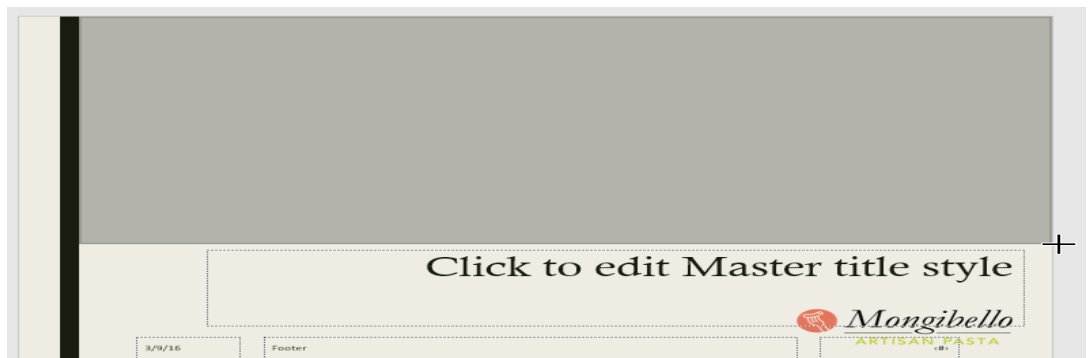 Click to edit Master title style
Mongibello
ARTISAN PASTA
3/9/16
Footer
‹#›